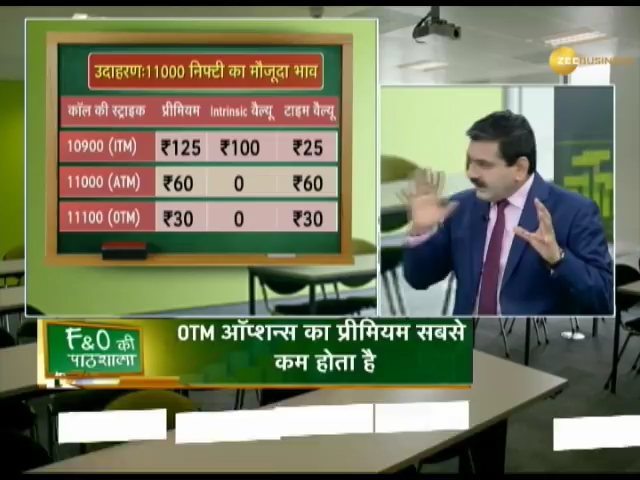 उदाहरण:11000 निफ्टी का मौजूदा भाव
ZEE BUSINESS
कॉल की स्ट्राइक प्रीमियम Intrinsic वैल्यू टाइम वैल्यू
10900 (ITM) ₹125 ₹100 ₹25
11000 (ATM) ₹60 0 ₹60
11100 (OTM) ₹30 0 ₹30
F&O की
पाठशाला
OTM ऑप्शन्स का प्रीमियम सबसे
कम होता है